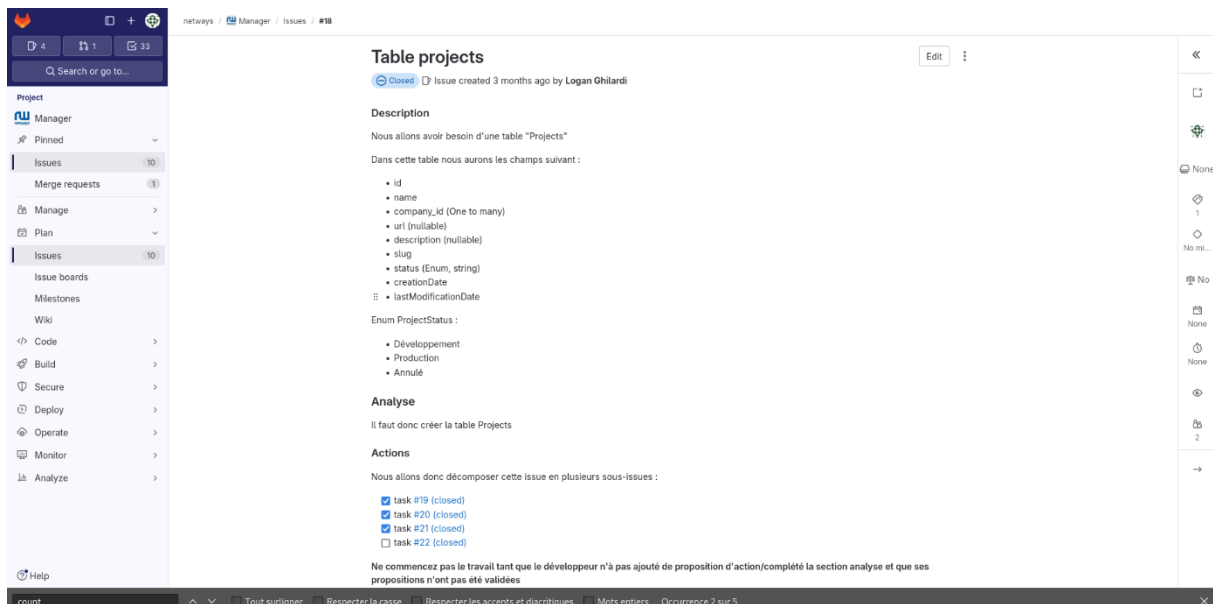 netways / Manager / Issues / #18
4 1 33
Search or go to...
Project
Manager
Pinned
Issues 10
Merge requests 1
Manage
Plan
Issues 10
Issue boards
Milestones
Wiki
Code
Build
Secure
Deploy
Operate
Monitor
Analyze
Help
Table projects
Edit
Closed Issue created 3 months ago by Logan Ghilardi
Description
Nous allons avoir besoin d'une table "Projects"
Dans cette table nous aurons les champs suivant :
• id
• name
• company_id (One to many)
• url (nullable)
• description (nullable)
• slug
• status (Enum, string)
• creationDate
• lastModificationDate
Enum ProjectStatus :
• Développement
• Production
• Annulé
Analyse
Il faut donc créer la table Projects
Actions
Nous allons donc décomposer cette issue en plusieurs sous-issues :
task #19 (closed)
task #20 (closed)
task #21 (closed)
task #22 (closed)
Ne commencez pas le travail tant que le développeur n'à pas ajouté de proposition d'action/complété la section analyse et que ses
propositions n'ont pas été validées
None
1
No mi...
No
None
None
2
count
Tout surligner Respecter la casse Respecter les accents et diacritiques Mots entiers Occurrence 2 sur 5